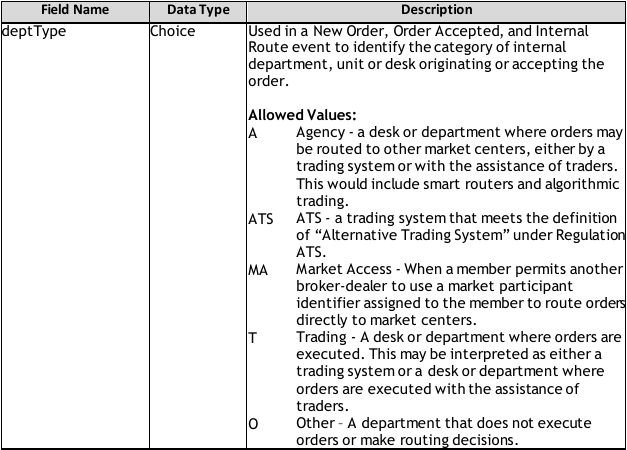 Field Name Data Type Description
deptType Choice Used in a New Order, Order Accepted, and Internal
Route event to identify the category of internal
department, unit or desk originating or accepting the
order.
Allowed Values:
A Agency - a desk or department where orders may
be routed to other market centers, either by a
trading system or with the assistance of traders.
This would include smart routers and algorithmic
trading.
ATS ATS - a trading system that meets the definition
of “Alternative Trading System” under Regulation
ATS.
MA Market Access - When a member permits another
broker-dealer to use a market participant
identifier assigned to the member to route orders
directly to market centers.
T Trading - A desk or department where orders are
executed. This may be interpreted as either a
trading system or a desk or department where
orders are executed with the assistance of
traders.
O Other – A department that does not execute
orders or make routing decisions.